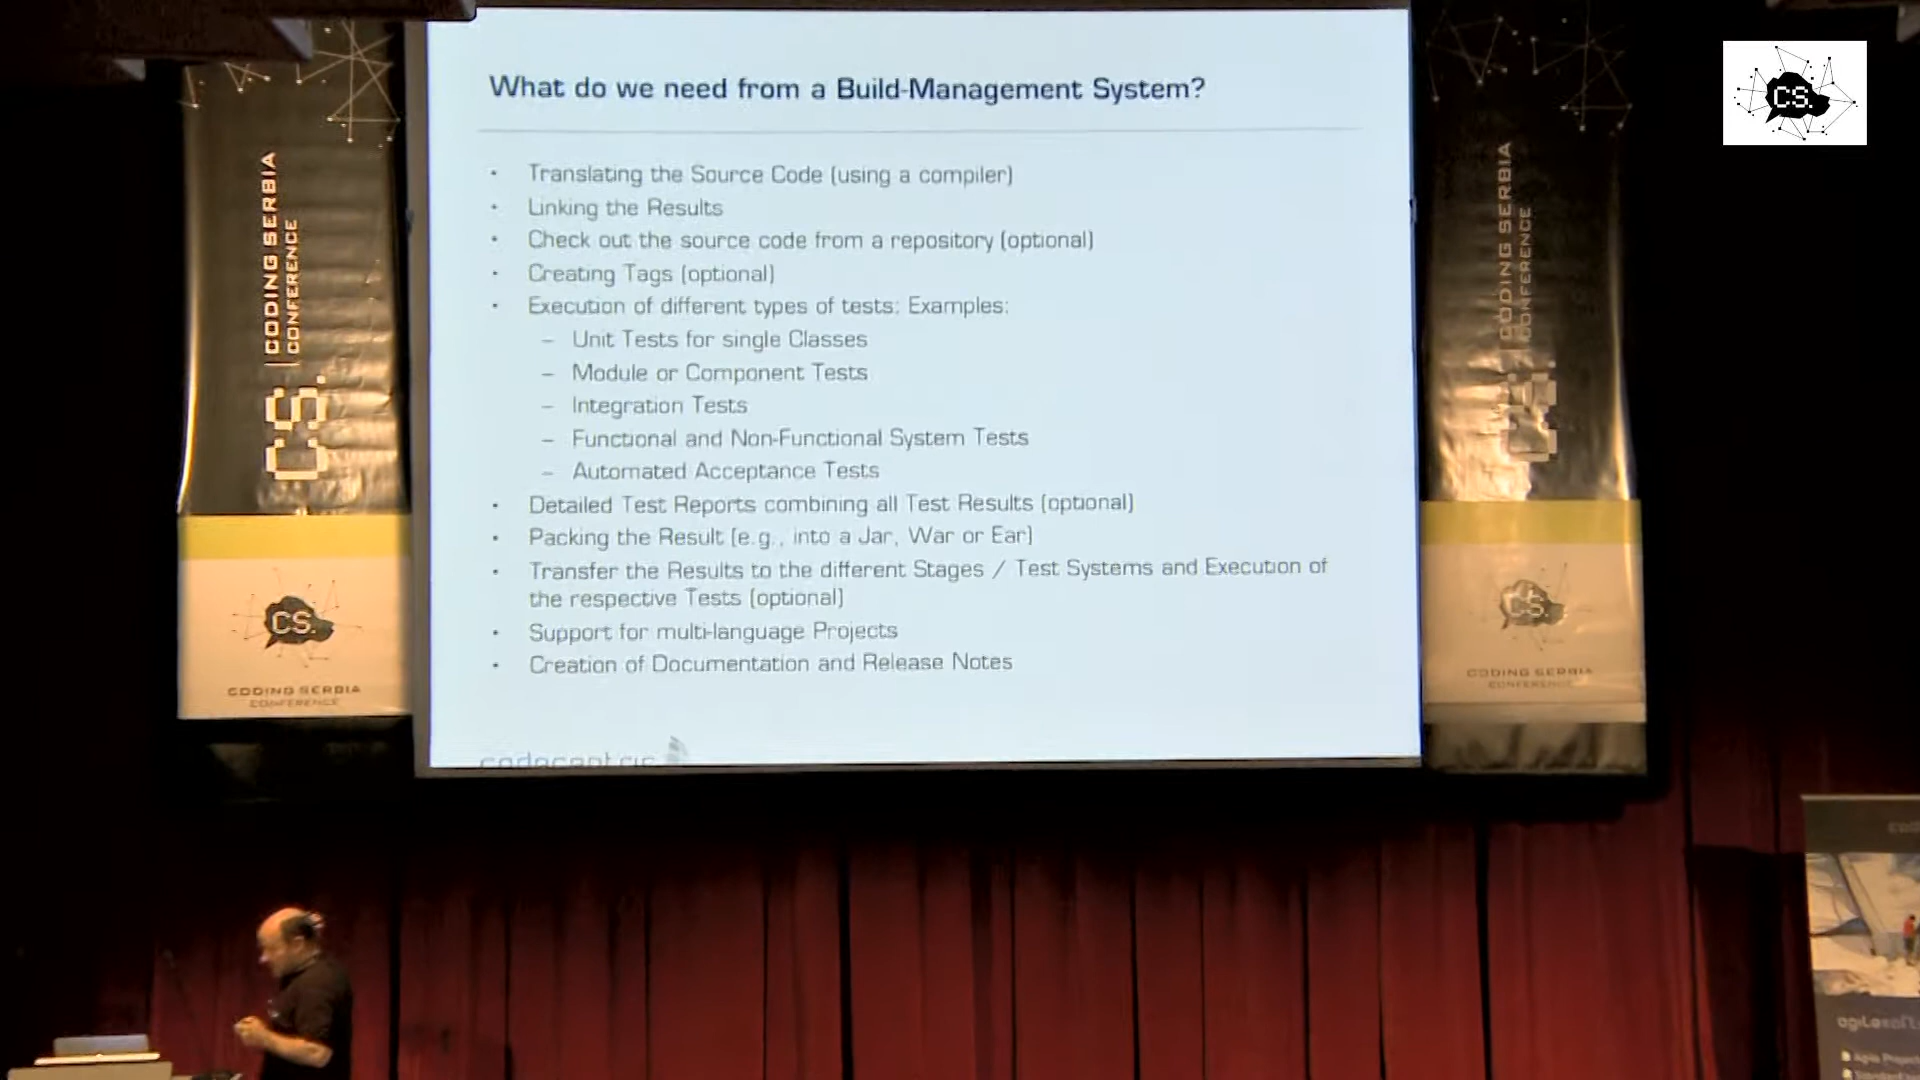 What do we need from a Build-Management System?
• Translating the Source Code (using a compiler)
• Linking the Results
• Check out the source code from a repository (optional)
• Creating Tags (optional)
• Execution of different types of tests: Examples:
– Unit Tests for single Classes
– Module or Component Tests
– Integration Tests
– Functional and Non-Functional System Tests
– Automated Acceptance Tests
• Detailed Test Reports combining all Test Results (optional)
• Packing the Result (e.g., into a Jar, War or Ear)
• Transfer the Results to the different Stages / Test Systems and Execution of
the respective Tests (optional)
• Support for multi-language Projects
• Creation of Documentation and Release Notes
codecentric
CS. | CODING SERBIA
CONFERENCE
CS.
CODING SERBIA
CONFERENCE
CS. | CODING SERBIA
CONFERENCE
CS.
CODING SERBIA
CONFERENCE
CS.